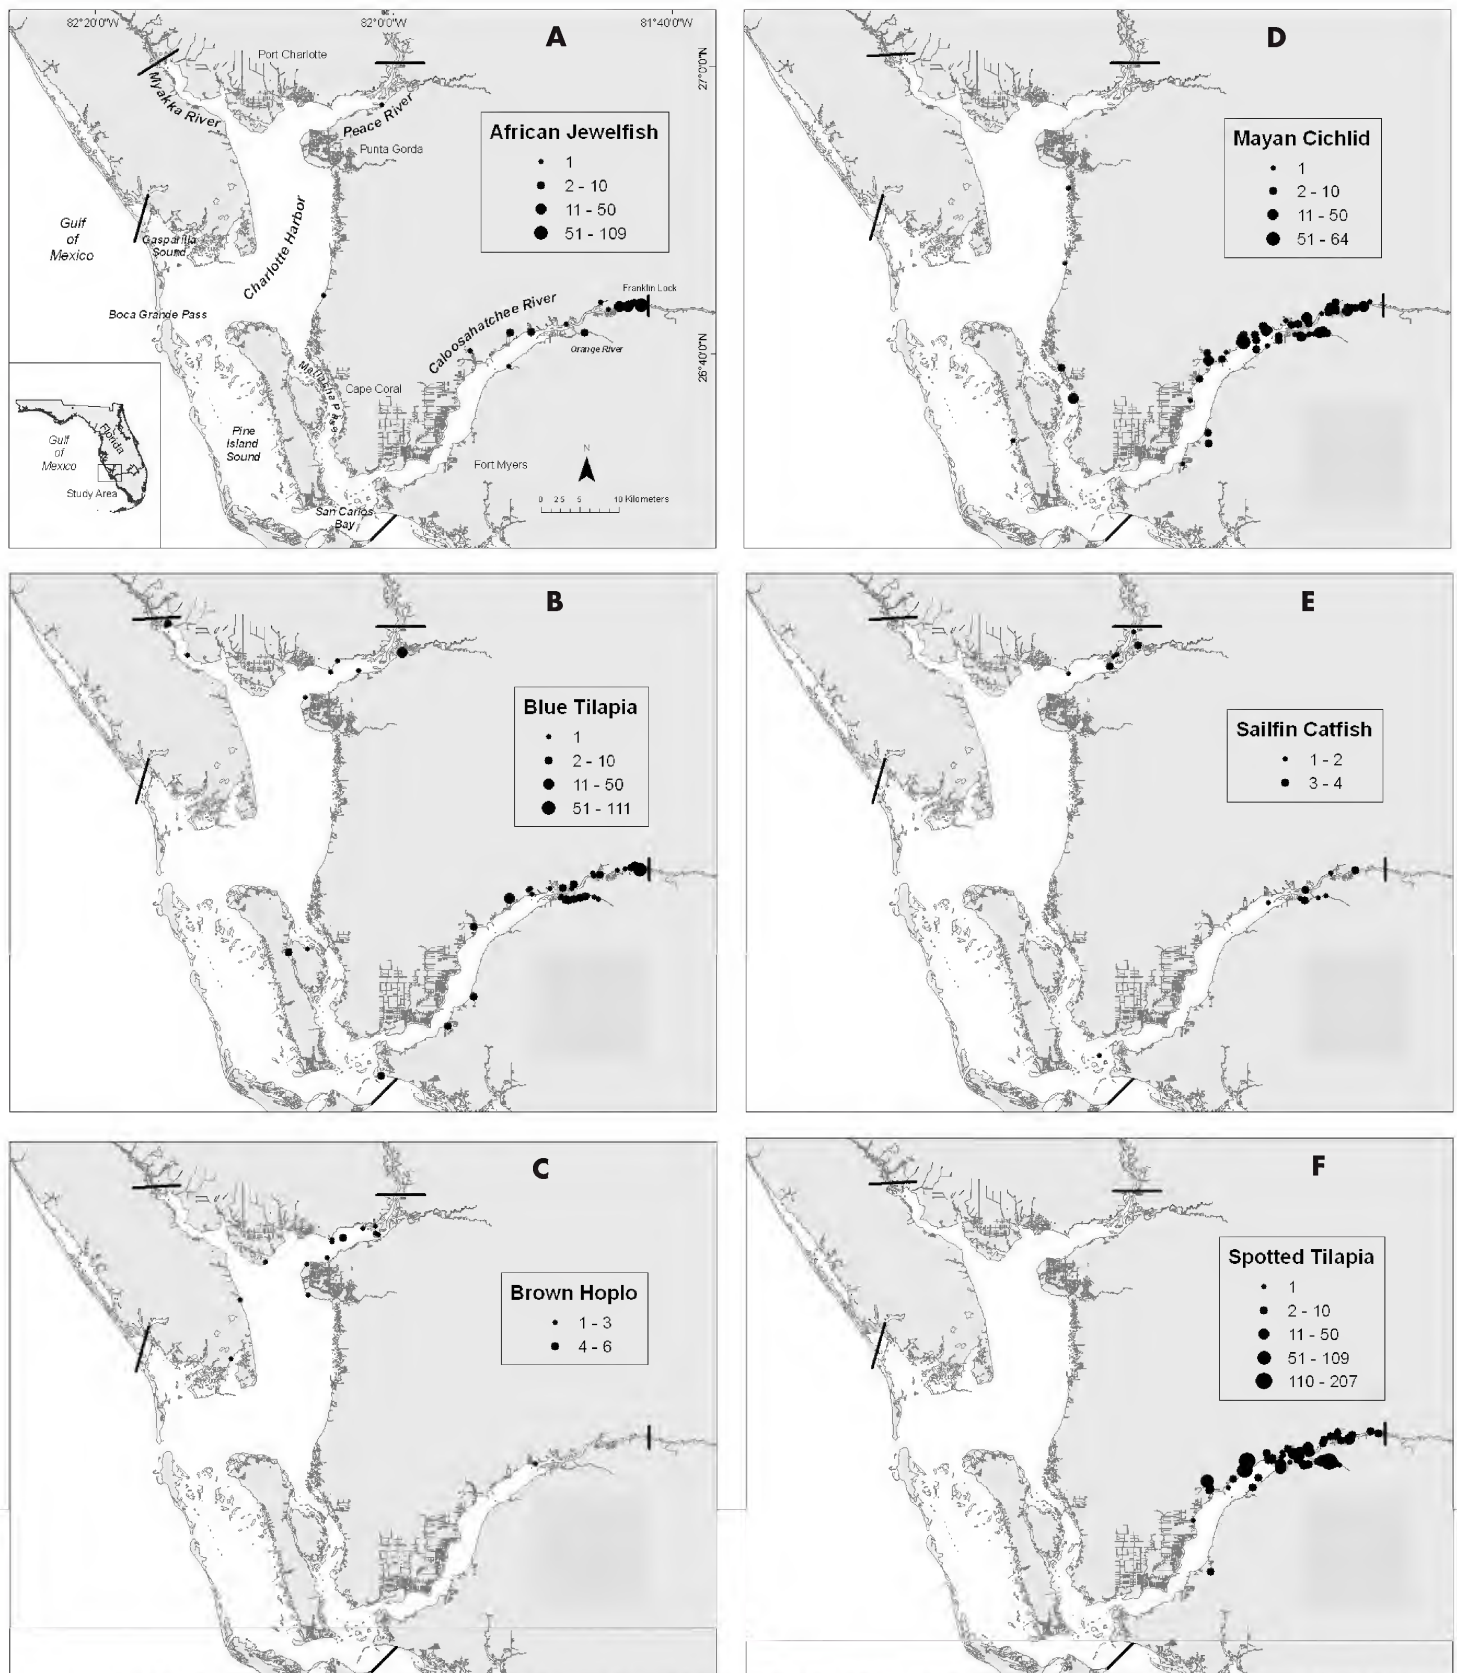 82°20'0"W
82°0'0"W
81°40'0"W
A
Port Charlotte
27°0'0"N
Myakka River
Peace River
Punta Gorda
African Jewelfish
1
2 - 10
11 - 50
51 - 109
Gulf
of
Mexico
Gasparilla
Sound
Charlotte Harbor
Boca Grande Pass
Franklin Lock
Caloosahatchee River
Orange River
26°40'0"N
Matlacha Pass
Cape Coral
Pine
Island
Sound
Fort Myers
N
0 2.5 5 10 Kilometers
San Carlos
Bay
Florida
Gulf
of
Mexico
Study Area
D
Mayan Cichlid
1
2 - 10
11 - 50
51 - 64
B
Blue Tilapia
1
2 - 10
11 - 50
51 - 111
E
Sailfin Catfish
1 - 2
3 - 4
C
Brown Hoplo
1 - 3
4 - 6
F
Spotted Tilapia
1
2 - 10
11 - 50
51 - 109
110 - 207